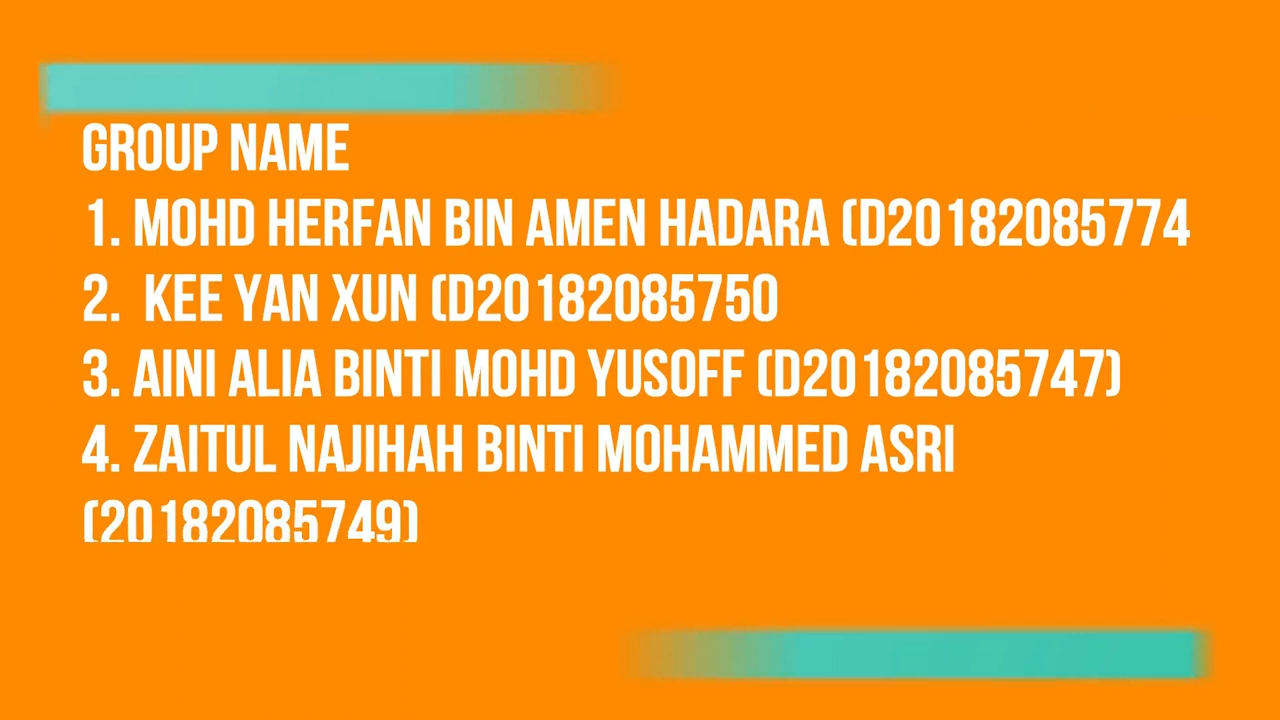 GROUP NAME
1. MOHD HERFAN BIN AMEN HADARA (D20182085774
2. KEE YAN XUN (D20182085750
3. AINI ALIA BINTI MOHD YUSOFF (D20182085747)
4. ZAITUL NAJIHAH BINTI MOHAMMED ASRI
(20182085749)